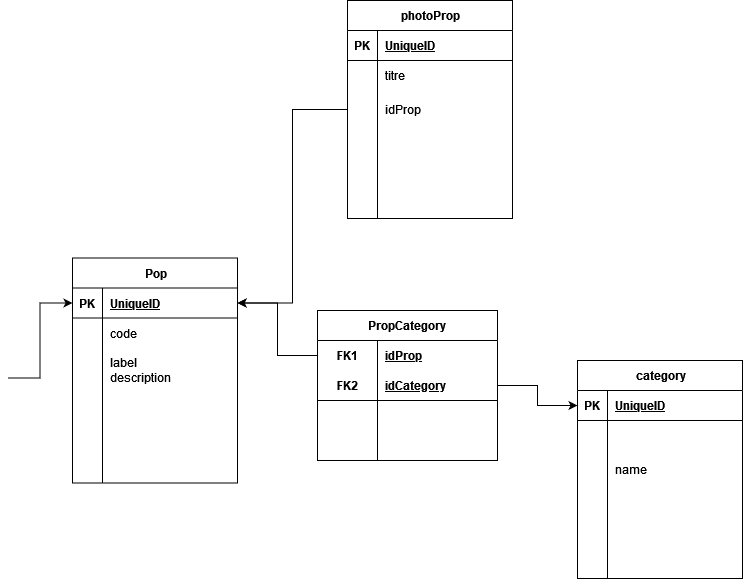 photoProp
PK UniqueID
titre
idProp
Pop
PK UniqueID
code
label
description
PropCategory
FK1 idProp
FK2 idCategory
category
PK UniqueID
name